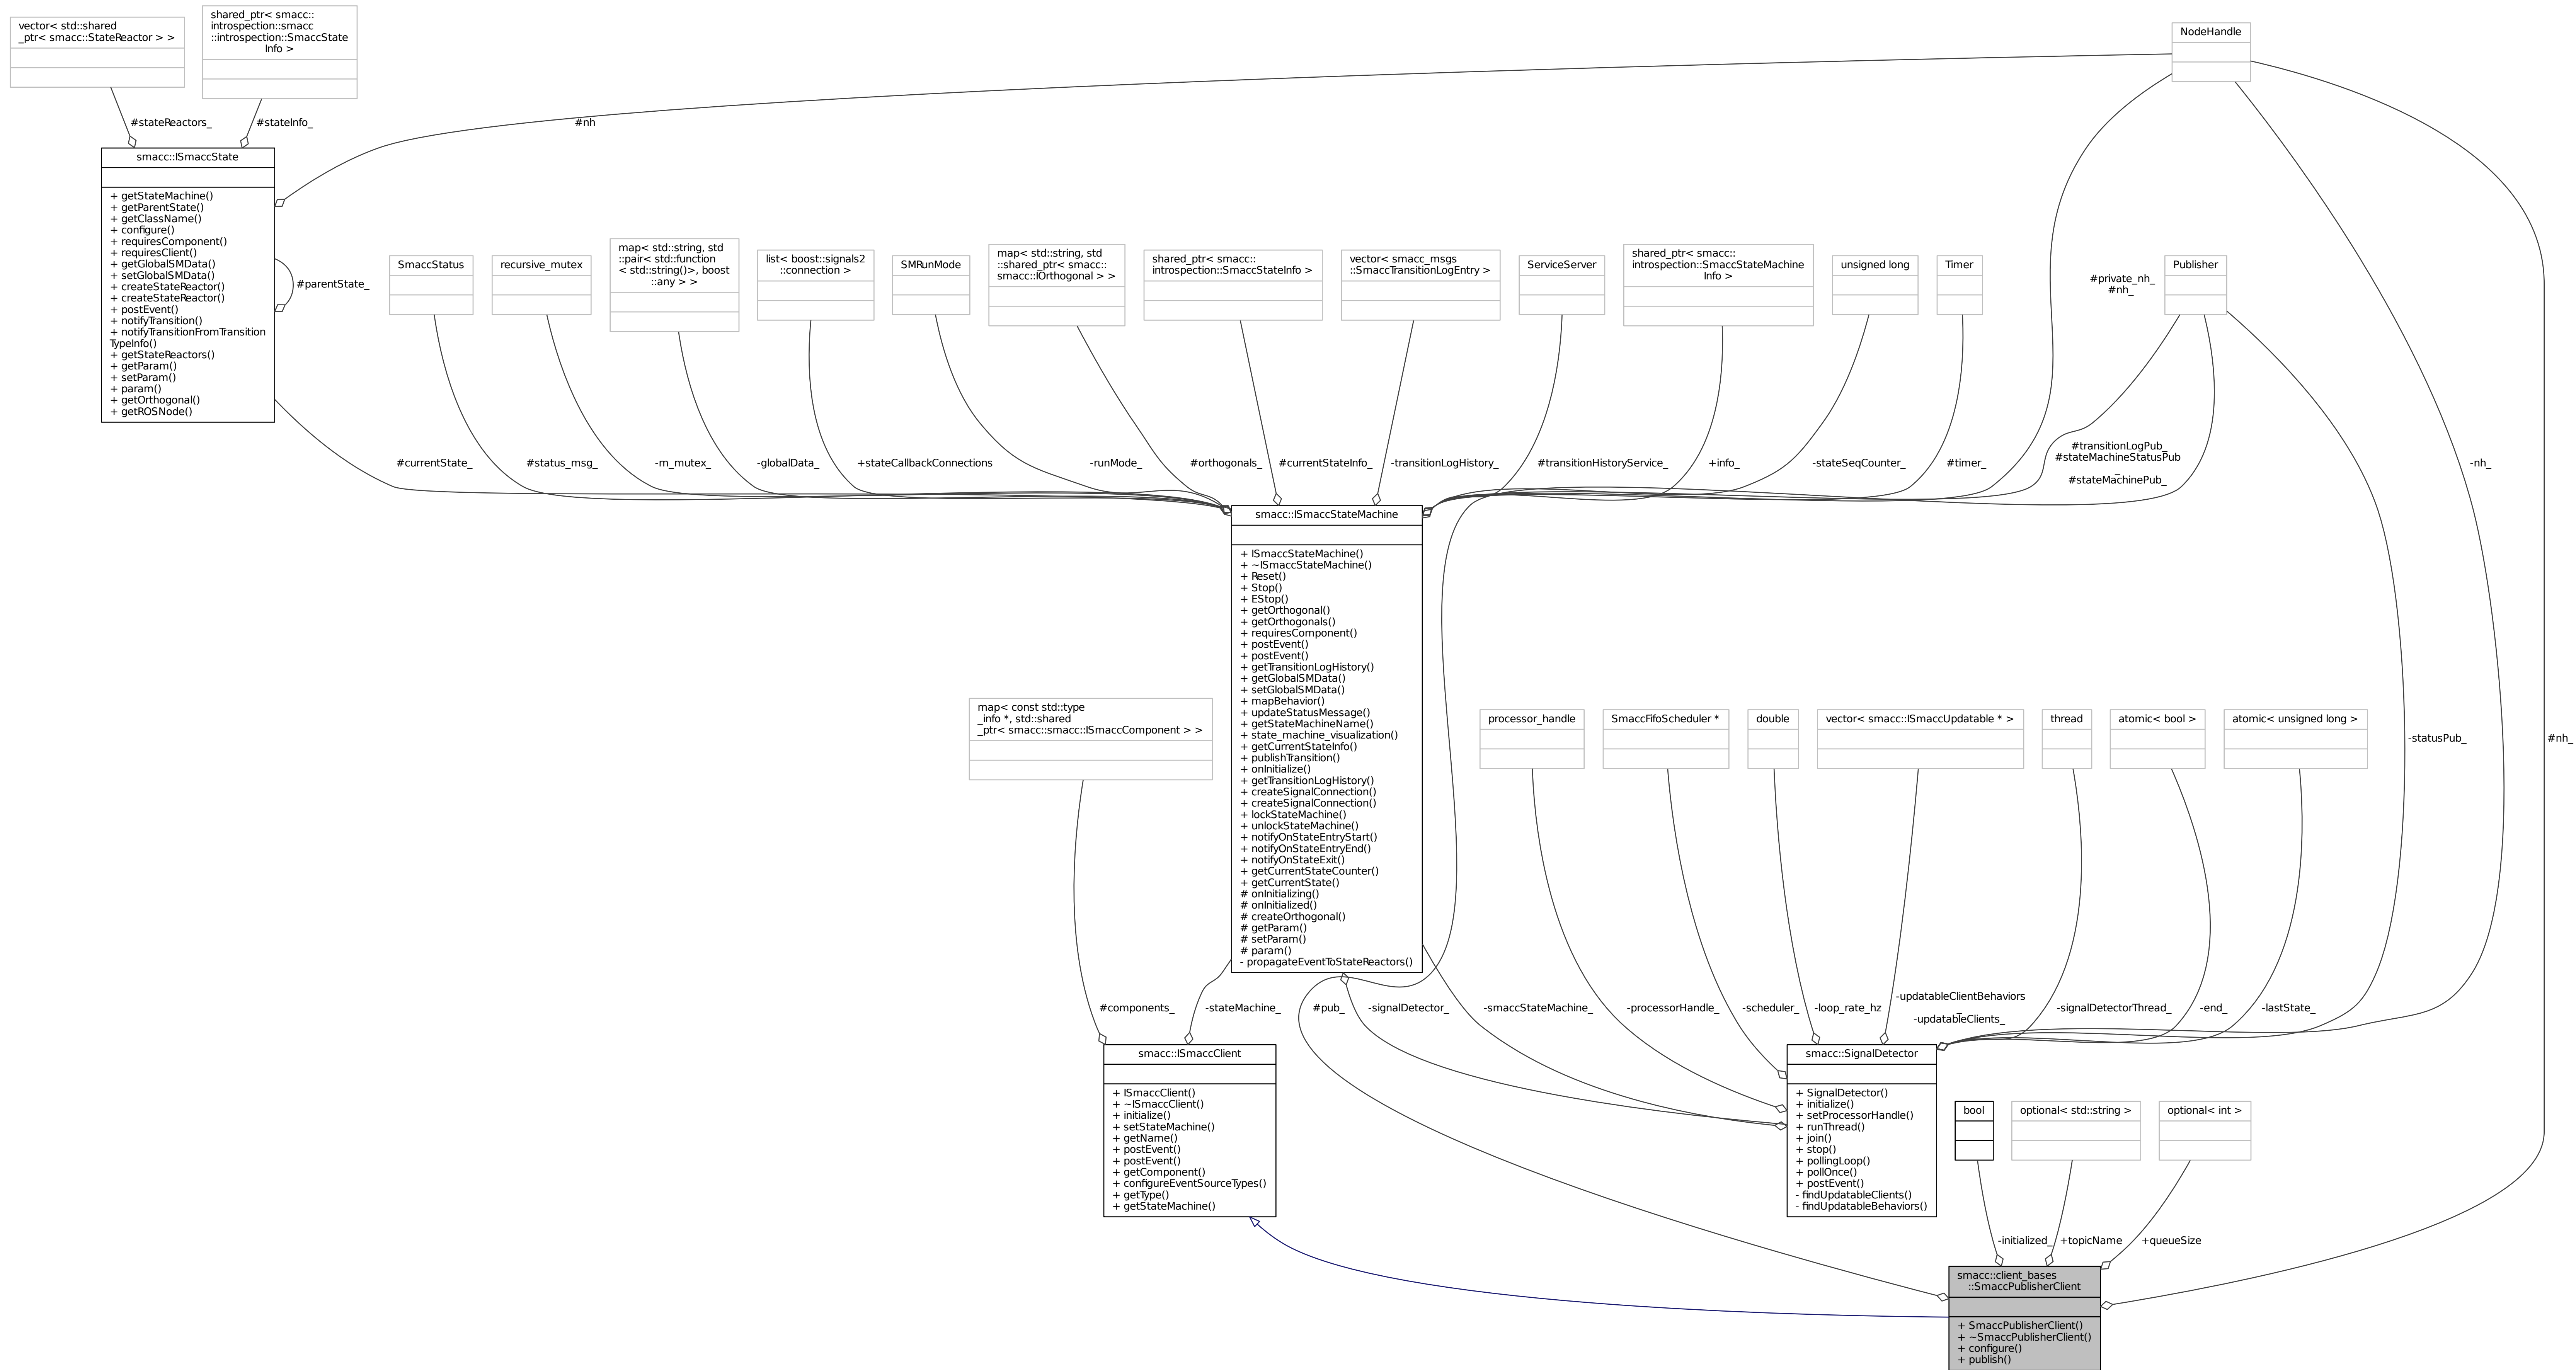 vector< std::shared
_ptr< smacc::StateReactor > >
shared_ptr< smacc::
introspection::smacc
::introspection::SmaccState
Info >
NodeHandle
#stateReactors_
#stateInfo_
#nh
smacc::ISmaccState
+ getStateMachine()
+ getParentState()
+ getClassName()
+ configure()
+ requiresComponent()
+ requiresClient()
+ getGlobalSMData()
+ setGlobalSMData()
+ createStateReactor()
+ createStateReactor()
+ postEvent()
+ notifyTransition()
+ notifyTransitionFromTransition
TypeInfo()
+ getStateReactors()
+ getParam()
+ setParam()
+ param()
+ getOrthogonal()
+ getROSNode()
#parentState_
SmaccStatus
recursive_mutex
map< std::string, std
::pair< std::function
< std::string()>, boost
::any > >
list< boost::signals2
::connection >
SMRunMode
map< std::string, std
::shared_ptr< smacc::
smacc::IOrthogonal > >
shared_ptr< smacc::
introspection::SmaccStateInfo >
vector< smacc_msgs
::SmaccTransitionLogEntry >
ServiceServer
shared_ptr< smacc::
introspection::SmaccStateMachine
Info >
unsigned long
Timer
#private_nh_
#nh_
Publisher
#currentState_
#status_msg_
-m_mutex_
-globalData_
+stateCallbackConnections
-runMode_
#orthogonals_
#currentStateInfo_
-transitionLogHistory_
#transitionHistoryService_
+info_
-stateSeqCounter_
#timer_
#transitionLogPub_
#stateMachineStatusPub
_
#stateMachinePub_
-nh_
smacc::ISmaccStateMachine
+ ISmaccStateMachine()
+ ~ISmaccStateMachine()
+ Reset()
+ Stop()
+ EStop()
+ getOrthogonal()
+ getOrthogonals()
+ requiresComponent()
+ postEvent()
+ postEvent()
+ getTransitionLogHistory()
+ getGlobalSMData()
+ setGlobalSMData()
+ mapBehavior()
+ updateStatusMessage()
+ getStateMachineName()
+ state_machine_visualization()
+ getCurrentStateInfo()
+ publishTransition()
+ onInitialize()
+ getTransitionLogHistory()
+ createSignalConnection()
+ createSignalConnection()
+ lockStateMachine()
+ unlockStateMachine()
+ notifyOnStateEntryStart()
+ notifyOnStateEntryEnd()
+ notifyOnStateExit()
+ getCurrentStateCounter()
+ getCurrentState()
# onInitializing()
# onInitialized()
# createOrthogonal()
# getParam()
# setParam()
# param()
- propagateEventToStateReactors()
map< const std::type
_info *, std::shared
_ptr< smacc::smacc::ISmaccComponent > >
processor_handle
SmaccFifoScheduler *
double
vector< smacc::ISmaccUpdatable * >
thread
atomic< bool >
atomic< unsigned long >
-statusPub_
#nh_
#components_
-stateMachine_
#pub_
-signalDetector_
-smaccStateMachine_
-processorHandle_
-scheduler_
-loop_rate_hz
-updatableClientBehaviors
_
-updatableClients_
-signalDetectorThread_
-end_
-lastState_
smacc::ISmaccClient
+ ISmaccClient()
+ ~ISmaccClient()
+ initialize()
+ setStateMachine()
+ getName()
+ postEvent()
+ postEvent()
+ getComponent()
+ configureEventSourceTypes()
+ getType()
+ getStateMachine()
smacc::SignalDetector
+ SignalDetector()
+ initialize()
+ setProcessorHandle()
+ runThread()
+ join()
+ stop()
+ pollingLoop()
+ pollOnce()
+ postEvent()
- findUpdatableClients()
- findUpdatableBehaviors()
bool
optional< std::string >
optional< int >
-initialized_
+topicName
+queueSize
smacc::client_bases
::SmaccPublisherClient
+ SmaccPublisherClient()
+ ~SmaccPublisherClient()
+ configure()
+ publish()